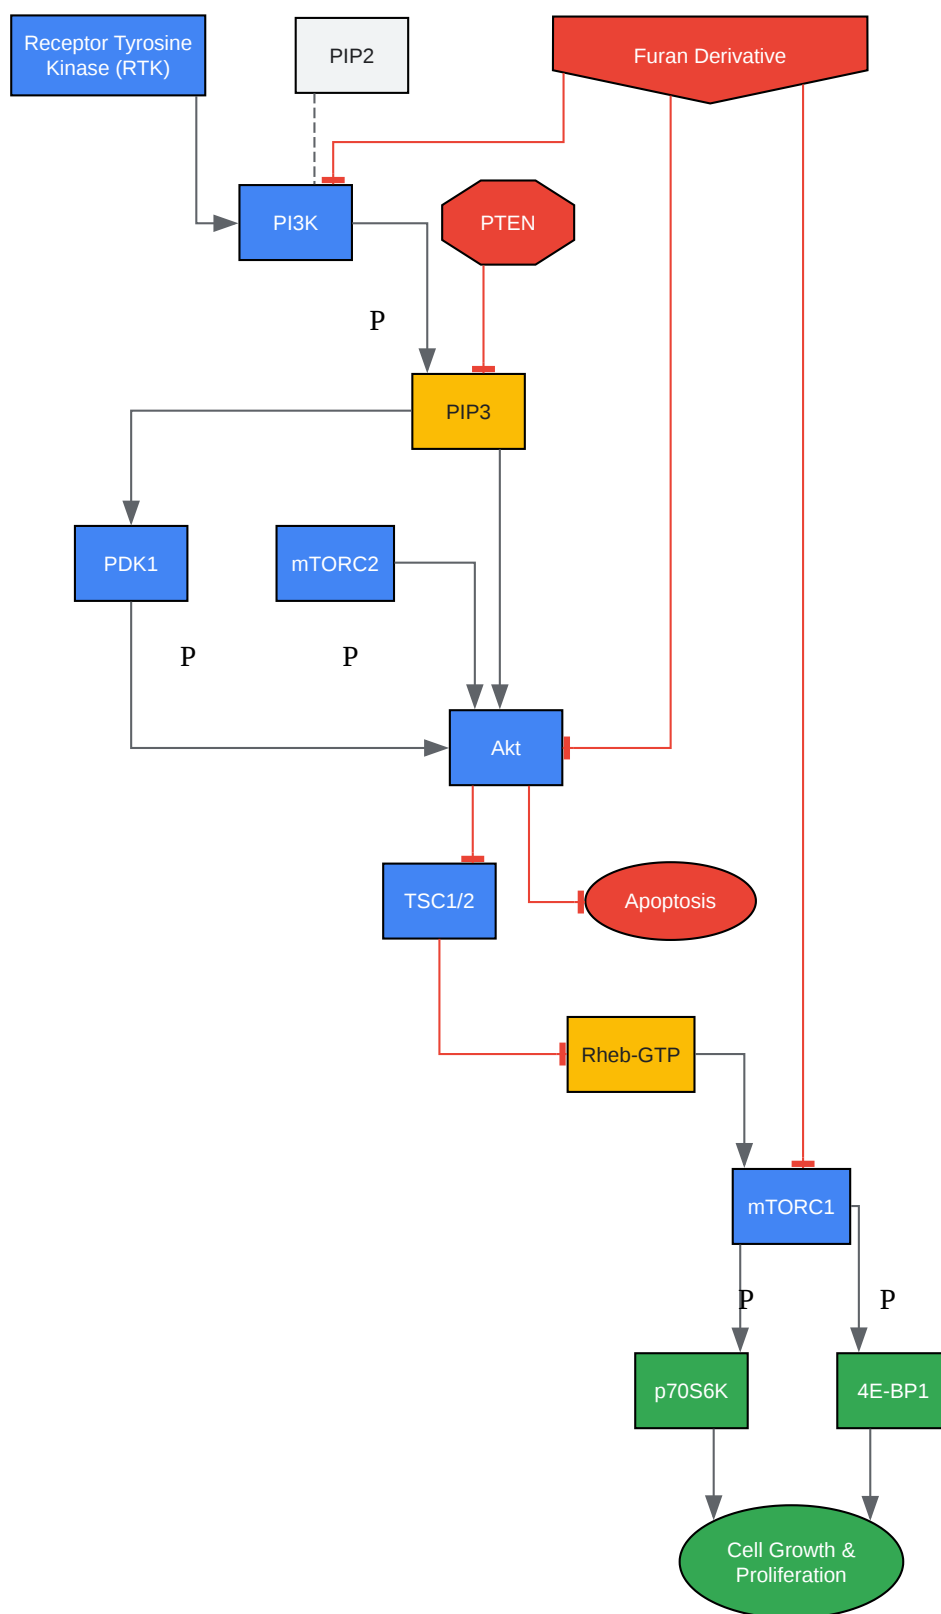 Receptor Tyrosine
Kinase (RTK)
PIP2
Furan Derivative
PI3K
PTEN
P
PIP3
PDK1
mTORC2
P
P
Akt
TSC1/2
Apoptosis
Rheb-GTP
mTORC1
P
P
p70S6K
4E-BP1
Cell Growth &
Proliferation